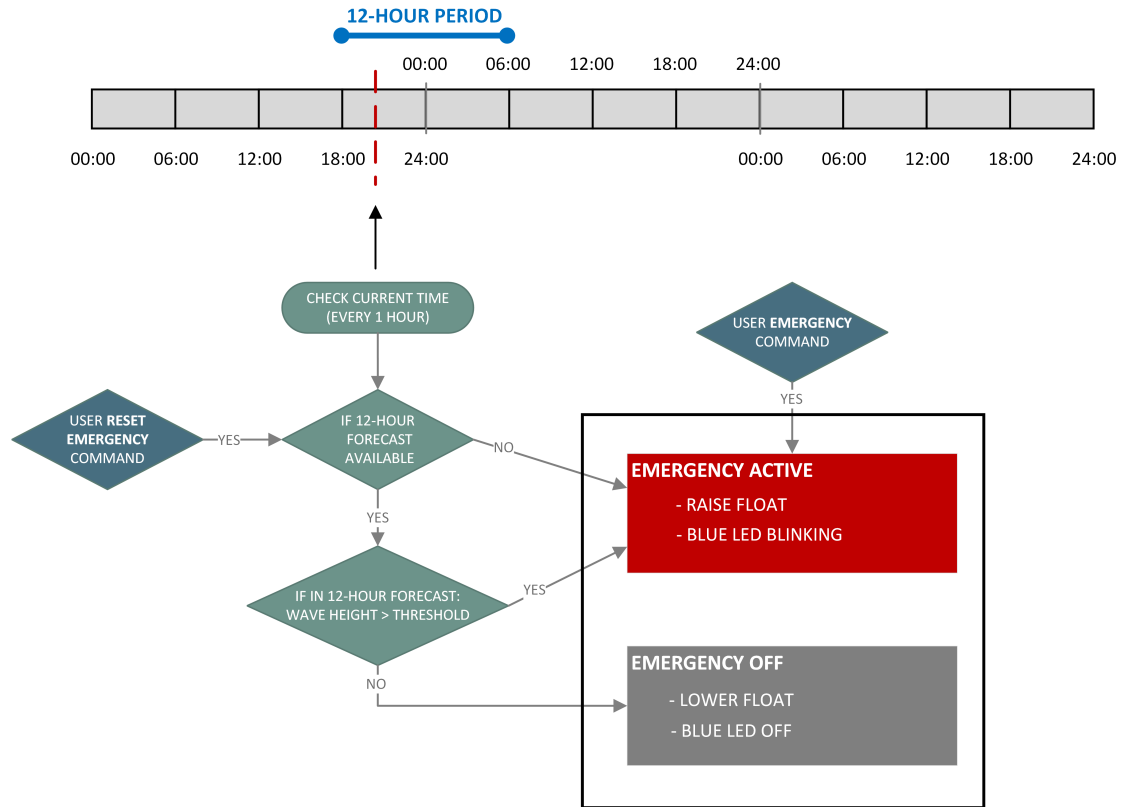 12-HOUR PERIOD
00:00 06:00 12:00 18:00 24:00
00:00 06:00 12:00 18:00 24:00 00:00 06:00 12:00 18:00 24:00
CHECK CURRENT TIME
(EVERY 1 HOUR)
USER EMERGENCY
COMMAND
YES
USER RESET
EMERGENCY
COMMAND
YES
IF 12-HOUR
FORECAST
AVAILABLE
NO
EMERGENCY ACTIVE
- RAISE FLOAT
- BLUE LED BLINKING
YES
IF IN 12-HOUR FORECAST:
WAVE HEIGHT > THRESHOLD
YES
NO
EMERGENCY OFF
- LOWER FLOAT
- BLUE LED OFF